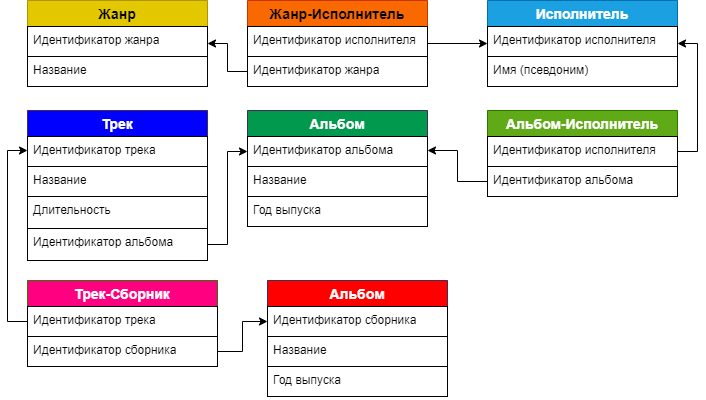 Жанр
Идентификатор жанра
Название
Жанр-Исполнитель
Идентификатор исполнителя
Идентификатор жанра
Исполнитель
Идентификатор исполнителя
Имя (псевдоним)
Трек
Идентификатор трека
Название
Длительность
Идентификатор альбома
Альбом
Идентификатор альбома
Название
Год выпуска
Альбом-Исполнитель
Идентификатор исполнителя
Идентификатор альбома
Трек-Сборник
Идентификатор трека
Идентификатор сборника
Альбом
Идентификатор сборника
Название
Год выпуска